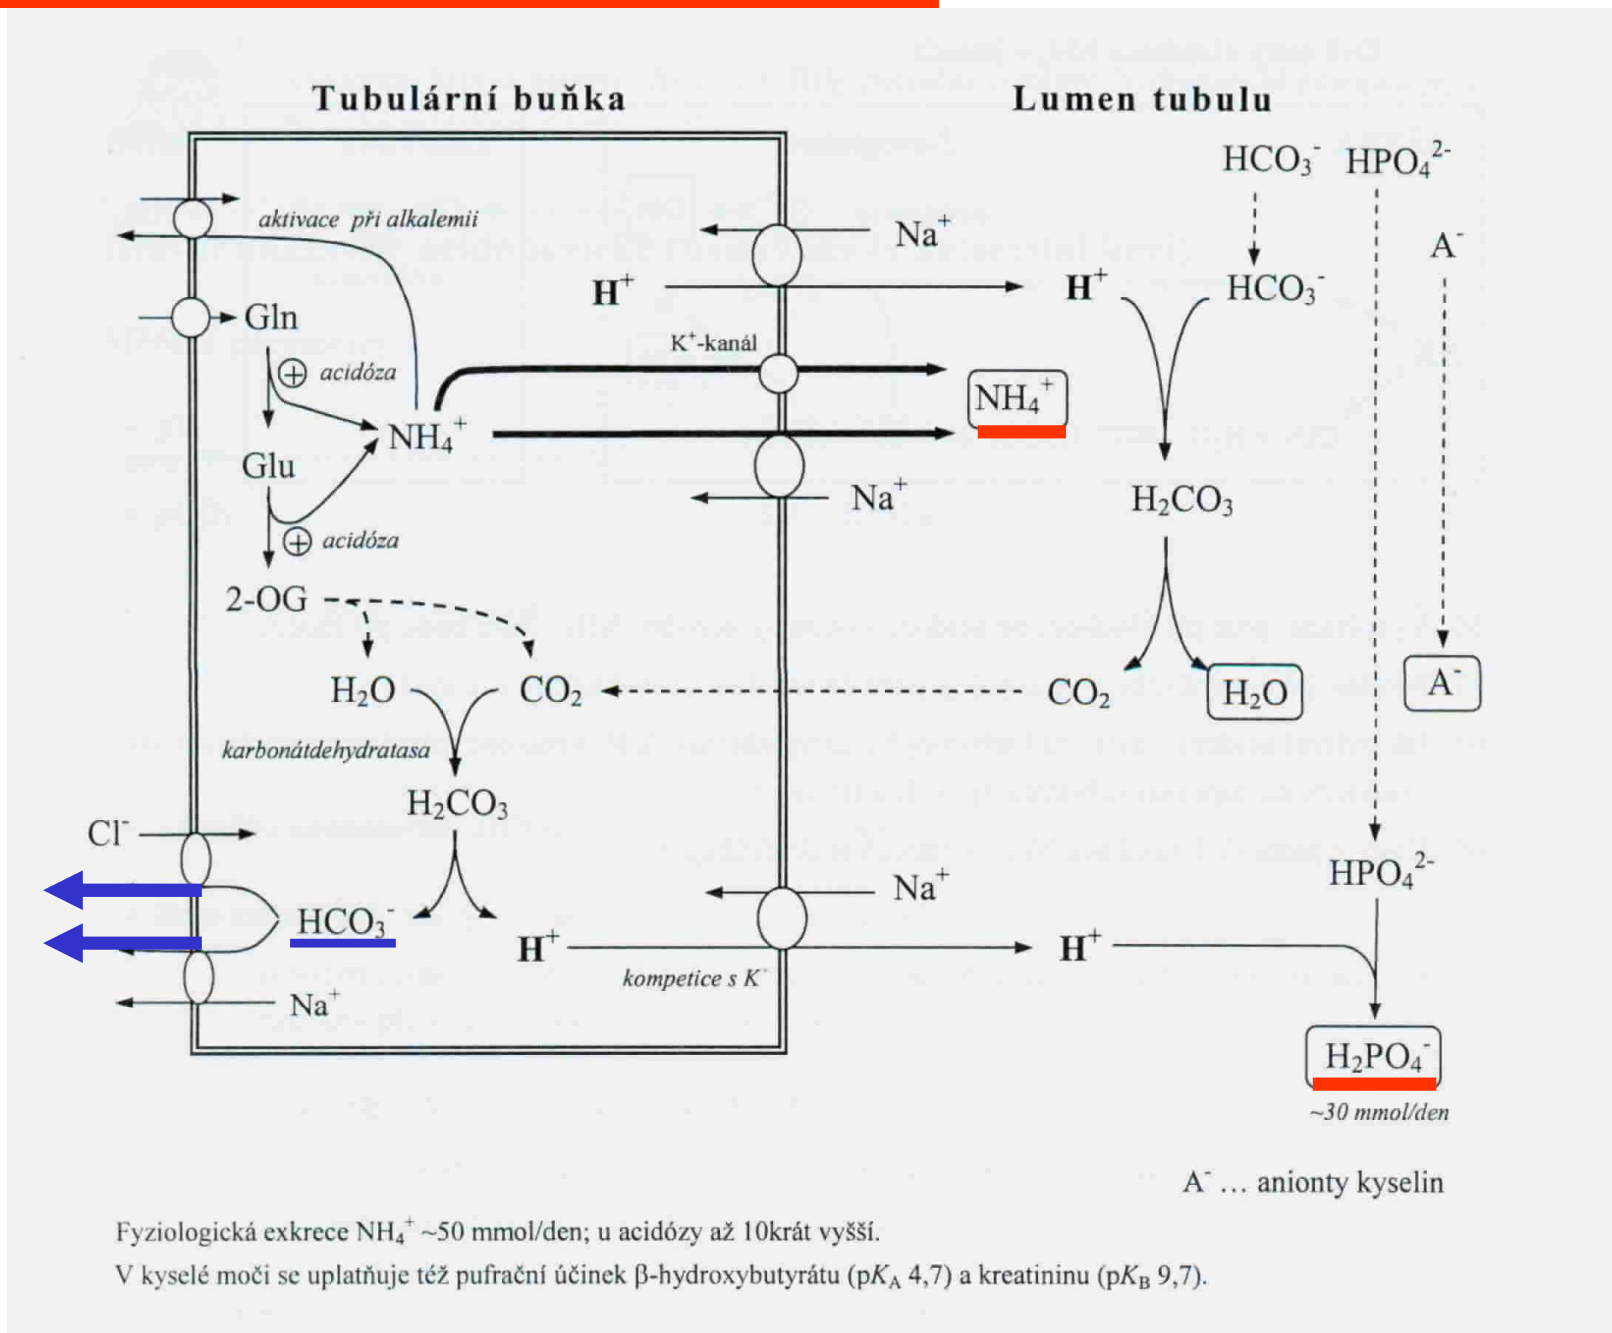 Tubulární buňka
Lumen tubulu
HCO₃⁻ HPO₄²⁻
aktivace při alkalemii
Na⁺
A⁻
H⁺
H⁺
HCO₃⁻
Gln
K⁺-kanál
⊕ acidóza
NH₄⁺
NH₄⁺
Glu
Na⁺
H₂CO₃
⊕ acidóza
2-OG
H₂O
CO₂
CO₂
H₂O
A⁻
karbonátdehydratasa
H₂CO₃
Cl⁻
HPO₄²⁻
Na⁺
HCO₃⁻
H⁺
H⁺
kompetice s K⁺
Na⁺
H₂PO₄⁻
~30 mmol/den
A⁻ … anionty kyselin
Fyziologická exkrece NH₄⁺ ~50 mmol/den; u acidózy až 10krát vyšší.
V kyselé moči se uplatňuje též pufrační účinek β-hydroxybutyrátu (pKA 4,7) a kreatininu (pKB 9,7).